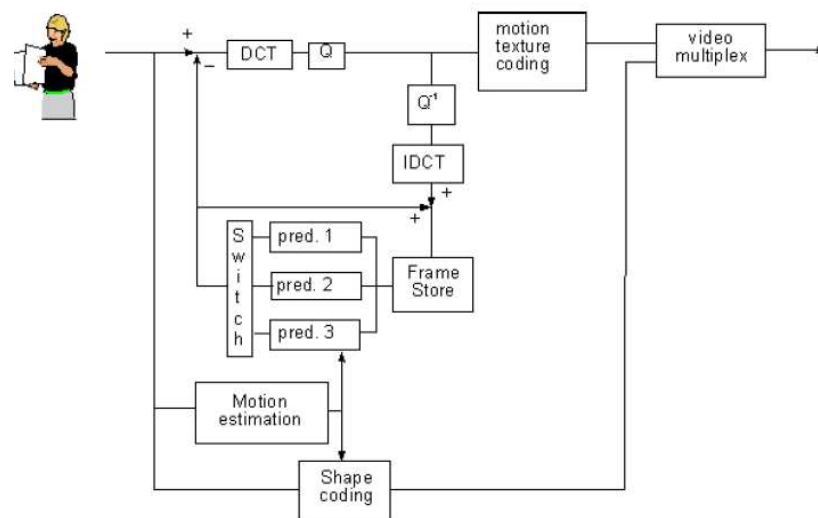 +
−
DCT
Q
motion
texture
coding
video
multiplex
Q⁻¹
IDCT
+
+
Switch
pred. 1
pred. 2
pred. 3
Frame
Store
Motion
estimation
Shape
coding